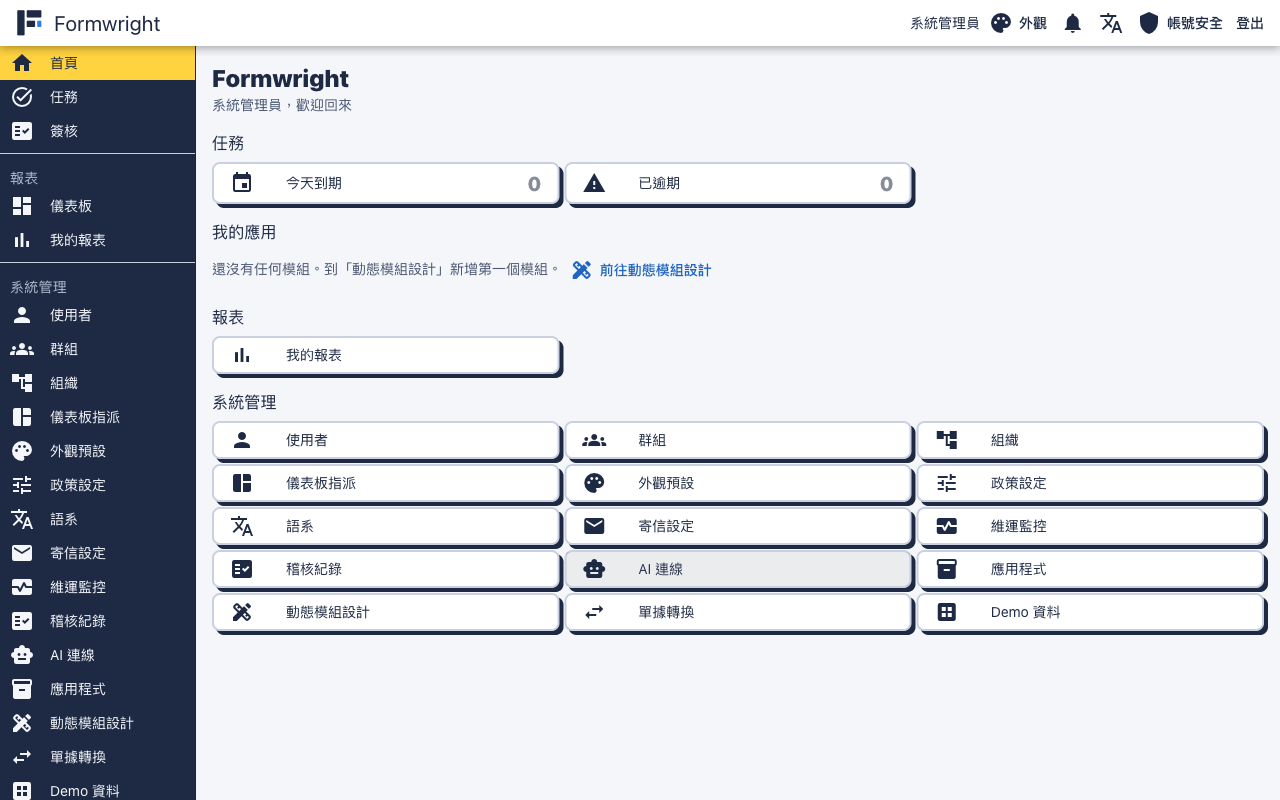 Formwright
系統管理員 外觀 帳號安全 登出
首頁
任務
簽核
報表
儀表板
我的報表
系統管理
使用者
群組
組織
儀表板指派
外觀預設
政策設定
語系
寄信設定
維運監控
稽核紀錄
AI 連線
應用程式
動態模組設計
單據轉換
Demo 資料
Formwright
系統管理員，歡迎回來
任務
今天到期 0 已逾期 0
我的應用
還沒有任何模組。到「動態模組設計」新增第一個模組。 前往動態模組設計
報表
我的報表
系統管理
使用者 群組 組織
儀表板指派 外觀預設 政策設定
語系 寄信設定 維運監控
稽核紀錄 AI 連線 應用程式
動態模組設計 單據轉換 Demo 資料